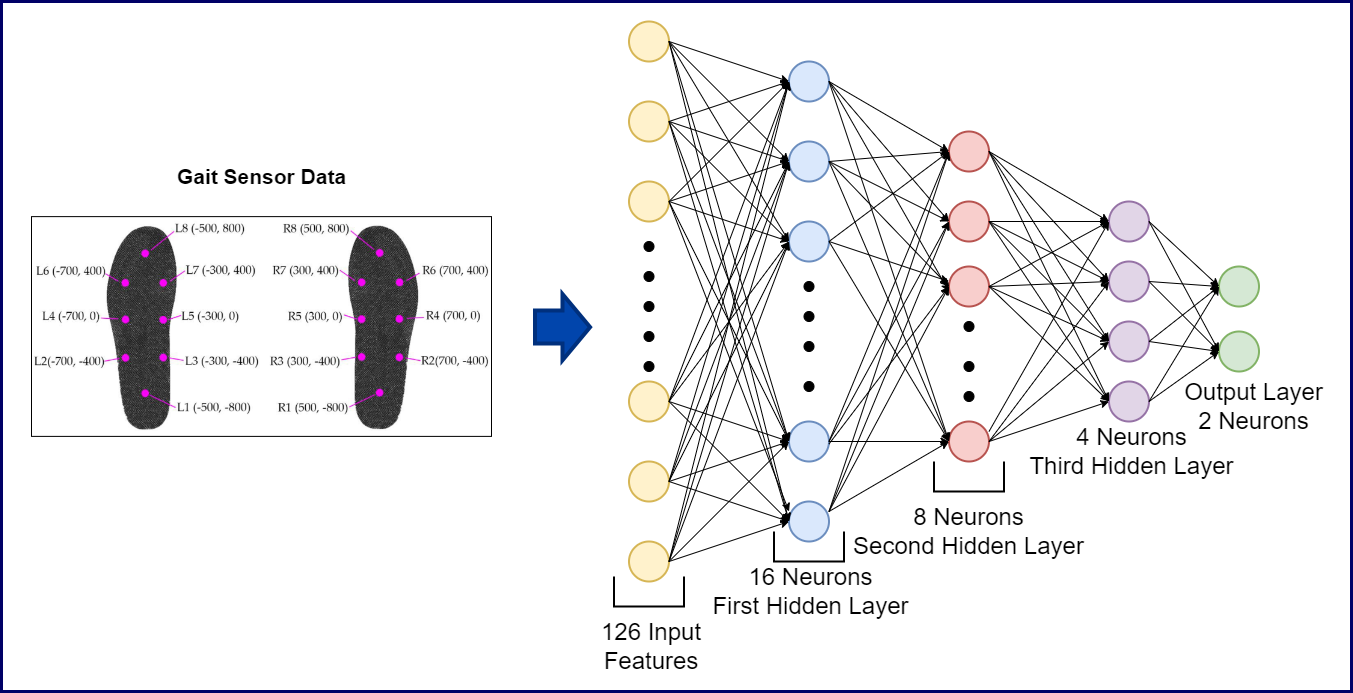 Gait Sensor Data
L8 (-500, 800)
R8 (500, 800)
L6 (-700, 400)
L7 (-300, 400)
R7 (300, 400)
R6 (700, 400)
L4 (-700, 0)
L5 (-300, 0)
R5 (300, 0)
R4 (700, 0)
L2(-700, -400)
L3 (-300, -400)
R3 (300, -400)
R2(700, -400)
L1 (-500, -800)
R1 (500, -800)
126 Input
Features
16 Neurons
First Hidden Layer
8 Neurons
Second Hidden Layer
4 Neurons
Third Hidden Layer
Output Layer
2 Neurons